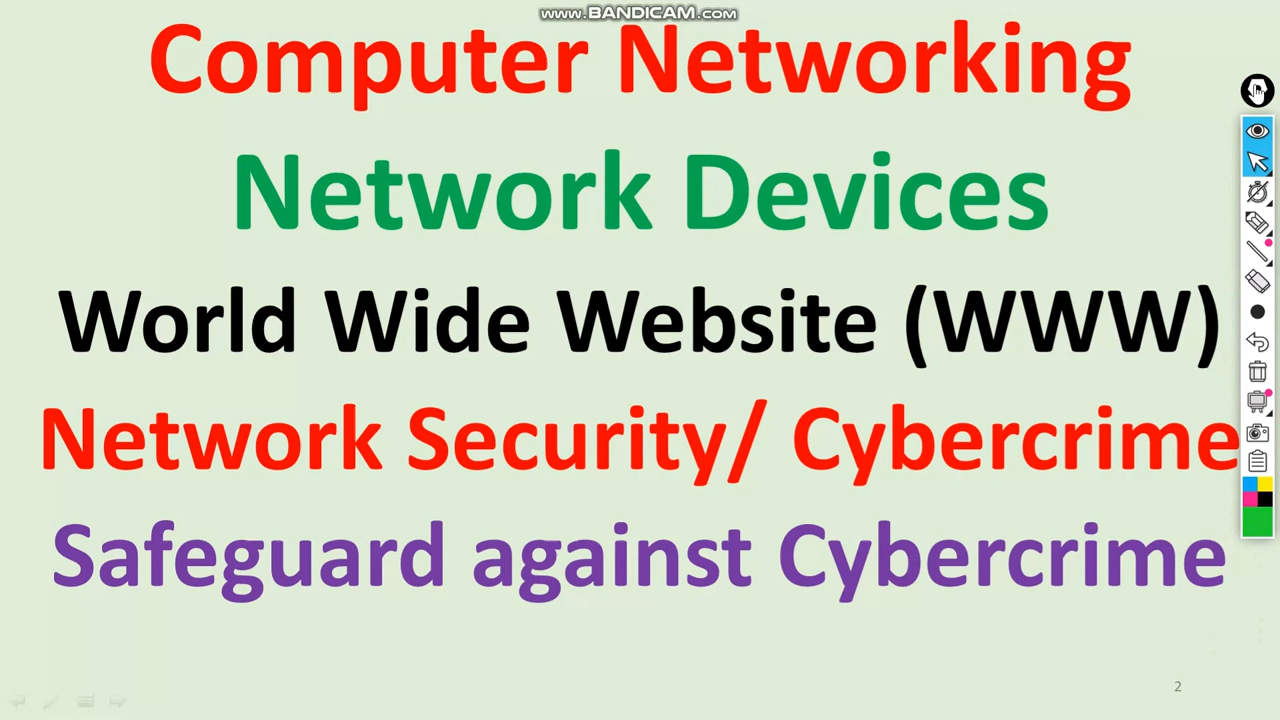 www.BANDICAM.com
Computer Networking
Network Devices
World Wide Website (WWW)
Network Security/ Cybercrime
Safeguard against Cybercrime
2